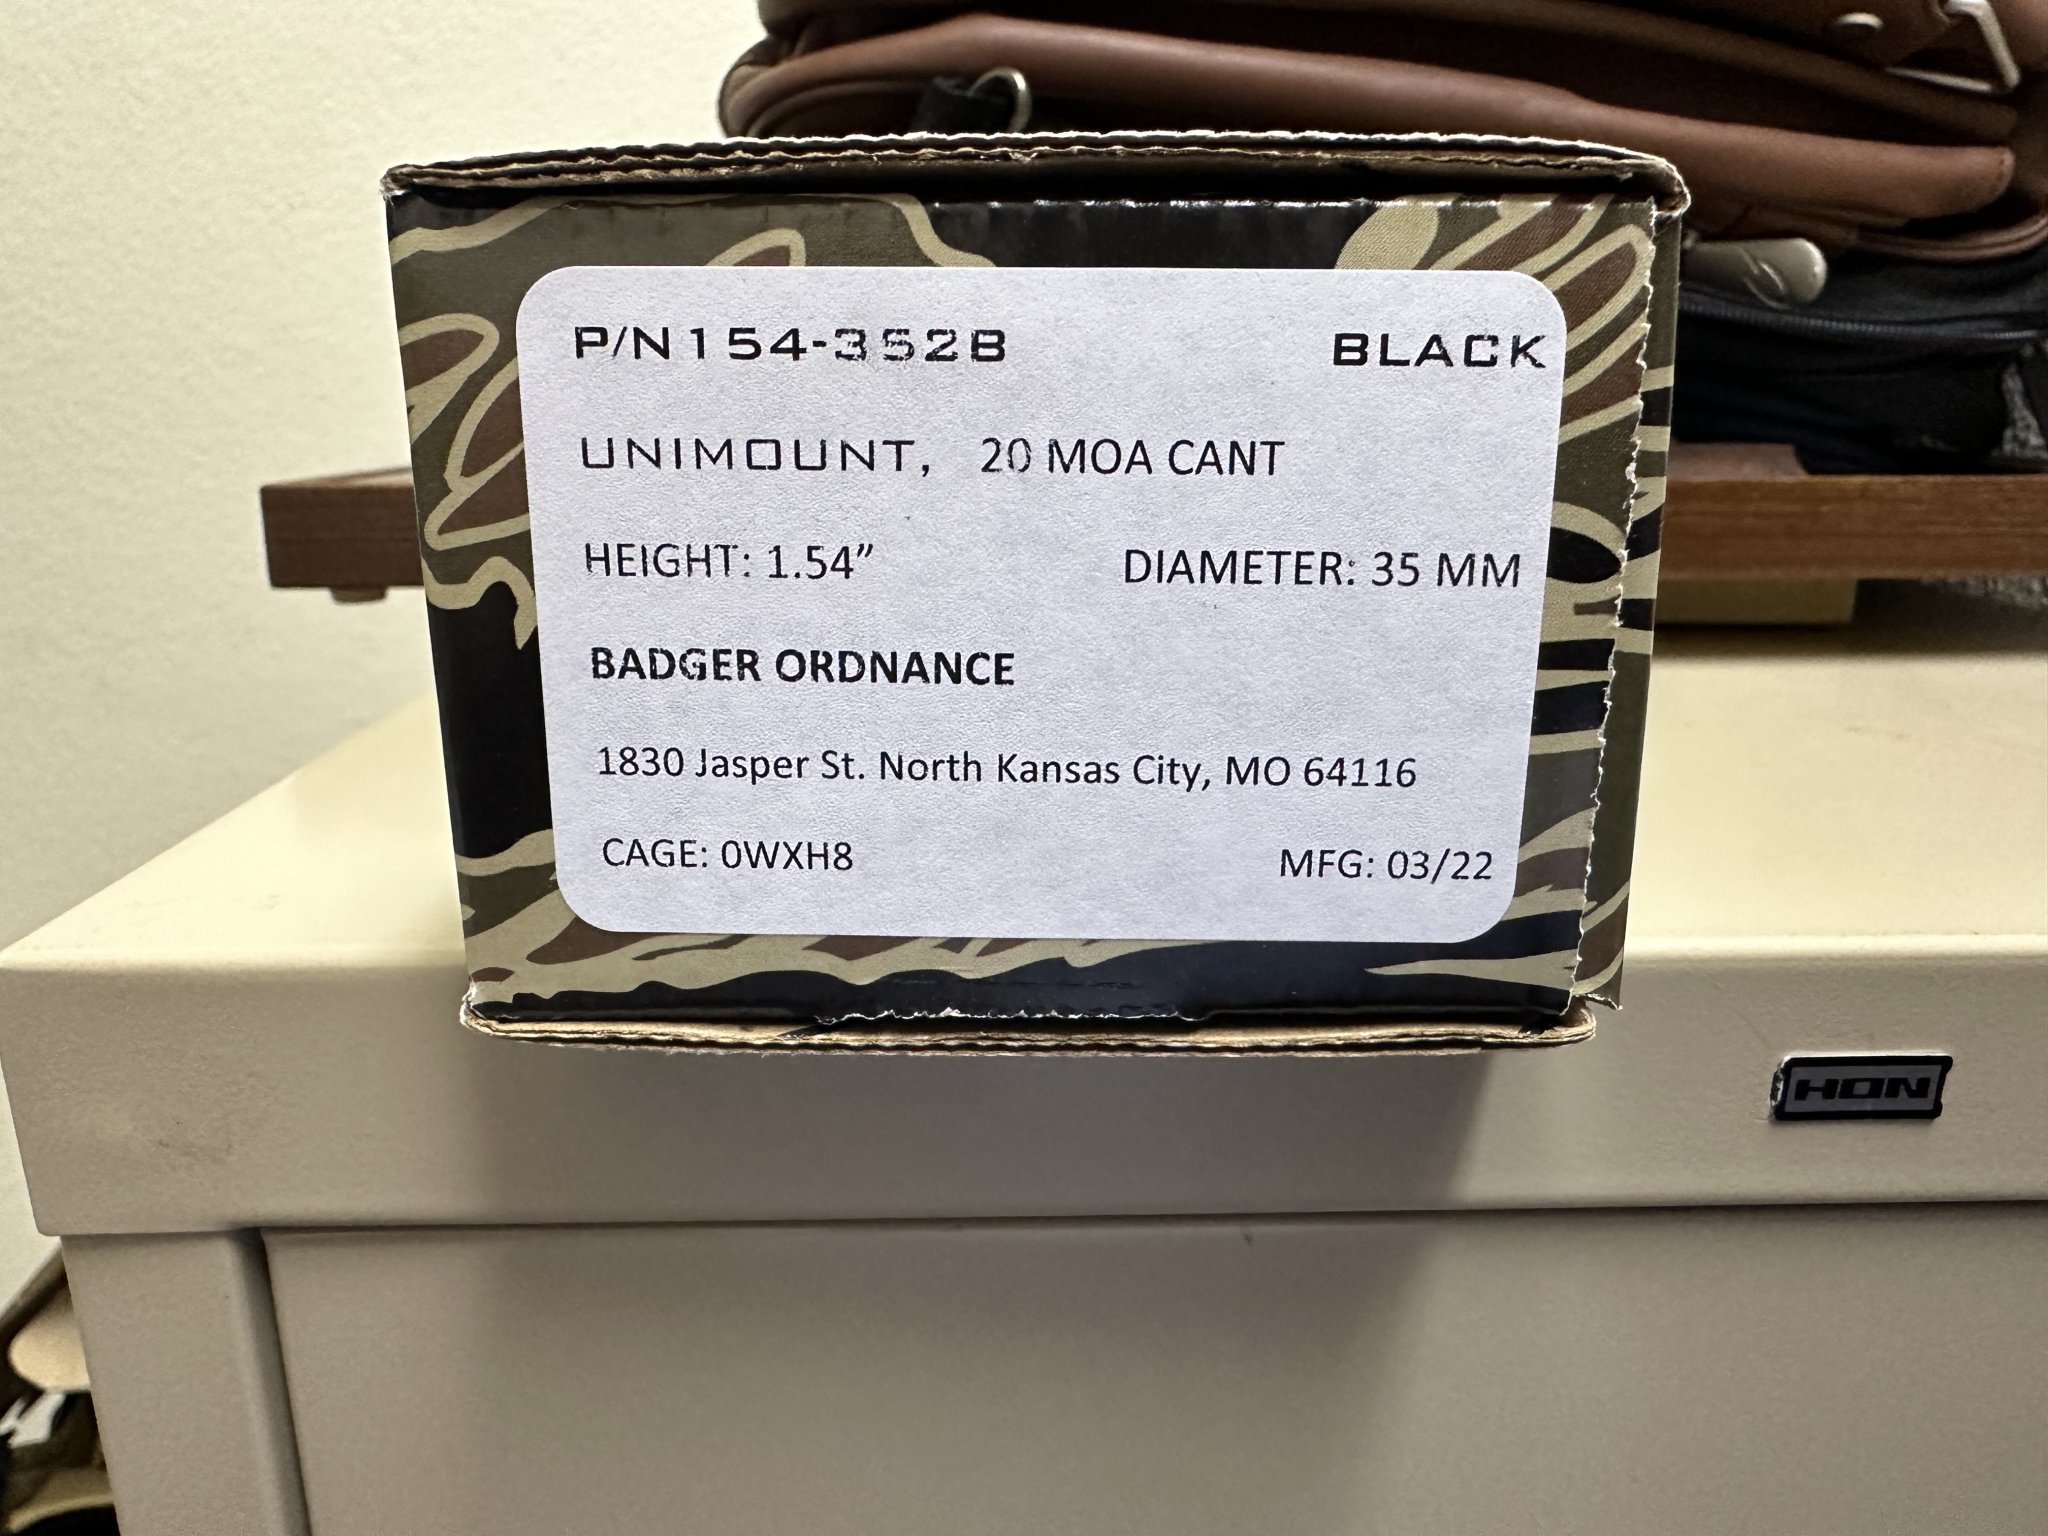 P/N 154-352B BLACK
UNIMOUNT, 20 MOA CANT
HEIGHT: 1.54” DIAMETER: 35 MM
BADGER ORDNANCE
1830 Jasper St. North Kansas City, MO 64116
CAGE: 0WXH8 MFG: 03/22
HON